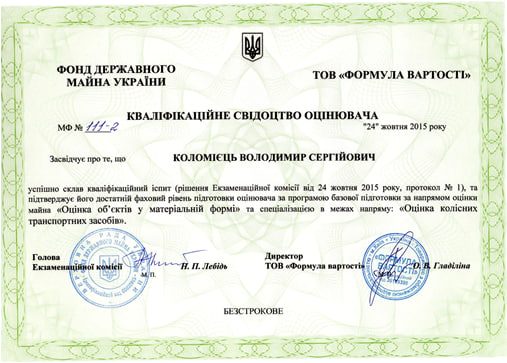 ФОНД ДЕРЖАВНОГО
МАЙНА УКРАЇНИ
ТОВ «ФОРМУЛА ВАРТОСТІ»
КВАЛІФІКАЦІЙНЕ СВІДОЦТВО ОЦІНЮВАЧА
МФ № 111-2
"24" жовтня 2015 року
Засвідчує про те, що
КОЛОМІЄЦЬ ВОЛОДИМИР СЕРГІЙОВИЧ
успішно склав кваліфікаційний іспит (рішення Екзаменаційної комісії від 24 жовтня 2015 року, протокол № 1), та
підтверджує його достатній фаховий рівень підготовки оцінювача за програмою базової підготовки за напрямом оцінки
майна «Оцінка об’єктів у матеріальній формі» та спеціалізацією в межах напряму: «Оцінка колісних
транспортних засобів».
Голова
Екзаменаційної комісії
М.П.
Н. П. Лебідь
Директор
ТОВ «Формула вартості»
О. В. Гладіліна
ФОРМУЛА
ВАРТОСТІ
БЕЗСТРОКОВЕ